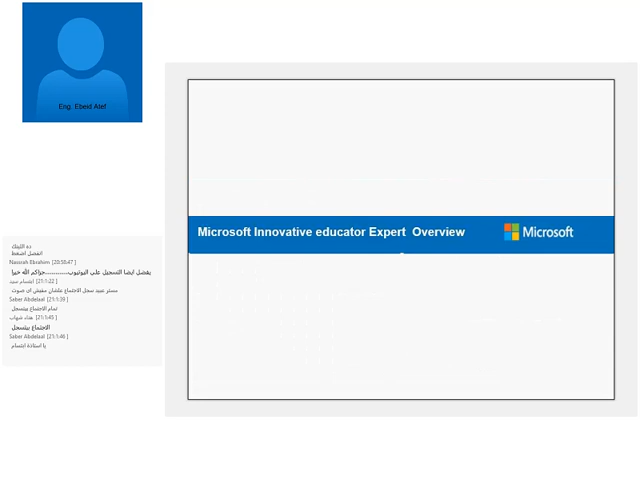 Eng. Ebeid Atef
Microsoft Innovative educator Expert Overview
Microsoft
ده اللينك
اتفضل اضغط
Nassrah Ebrahim [20:58:47 ]
يفضل ايضا التسجيل على اليوتيوب............جزاكم الله خيرا
ابتسام سيد [21:1:22 ]
مستر عبيد سجل الاجتماع علشان مفيش اى صوت
Saber Abdelaal [21:1:39 ]
تمام الاجتماع بيتسجل
هناء شهاب [21:1:45 ]
الاجتماع بيتسجل
Saber Abdelaal [21:1:46 ]
يا استاذة ابتسام